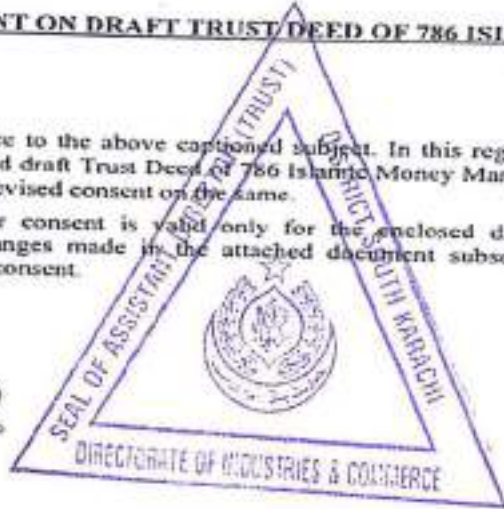 NT ON DRAFT TRUST DEED OF 786 ISL
ce to the above captioned subject. In this reg
d draft Trust Deed of 786 Islamic Money Mar
evised consent on the same.
r consent is valid only for the enclosed d
nges made in the attached document subse
consent.
SEAL OF ASSISTANT (TRUST)
DISTRICT SOUTH KARACHI
DIRECTORATE OF INDUSTRIES & COMMERCE